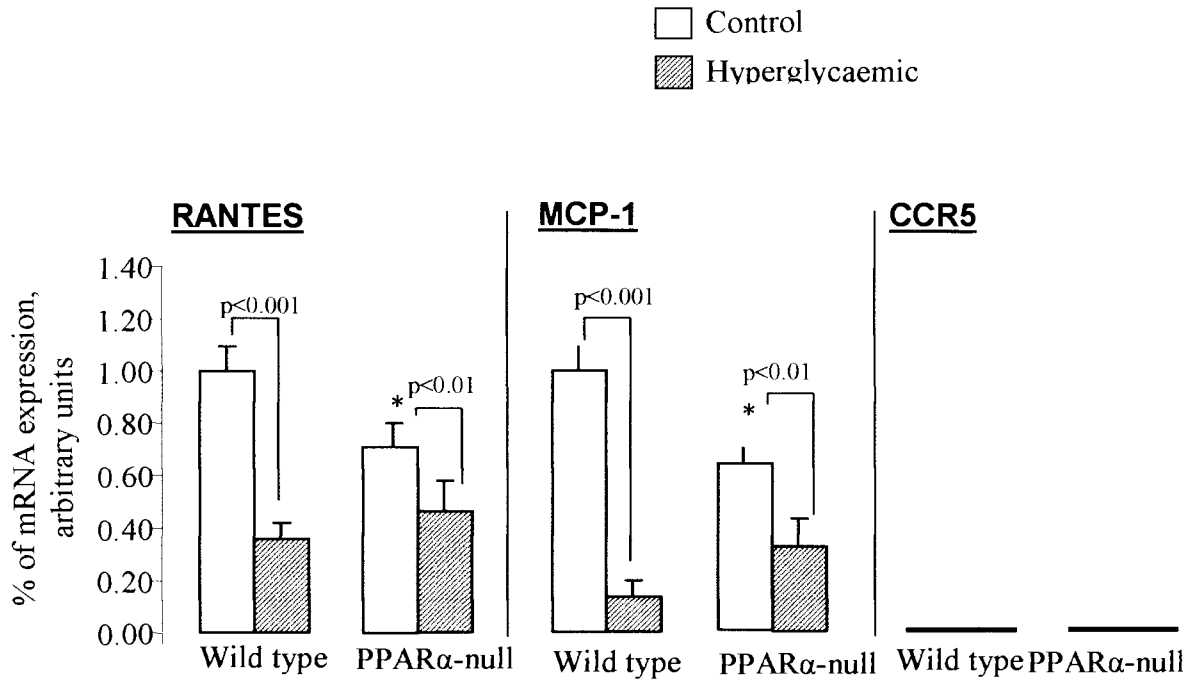 Control
Hyperglycaemic
RANTES
MCP-1
CCR5
% of mRNA expression,
arbitrary units
1.40
1.20
1.00
0.80
0.60
0.40
0.20
0.00
p<0.001
* p<0.01
p<0.001
p<0.01
*
Wild type PPARα-null Wild type PPARα-null Wild type PPARα-null